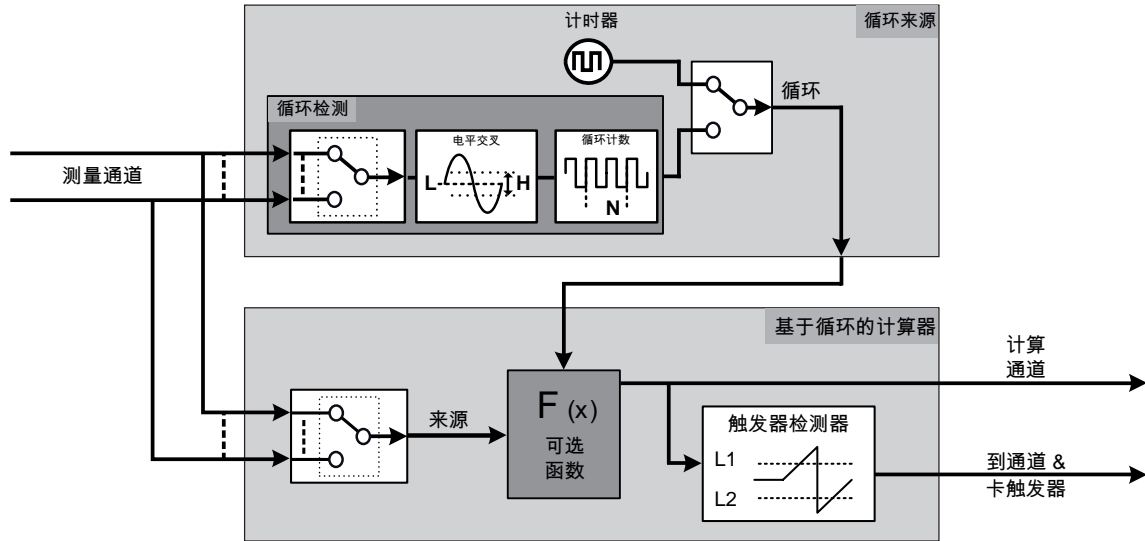 计时器
循环来源
循环检测
循环
电平交叉
循环计数
测量通道
L
H
N
基于循环的计算器
来源
F (x)
可选
函数
计算
通道
触发器检测器
L1
L2
到通道 &
卡触发器